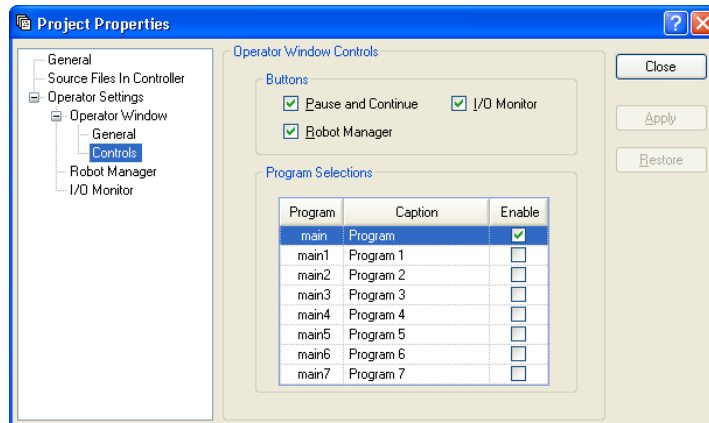 Project Properties
General
Source Files In Controller
Operator Settings
Operator Window
General
Controls
Robot Manager
I/O Monitor
Operator Window Controls
Buttons
Pause and Continue
I/O Monitor
Robot Manager
Program Selections
Program Caption Enable
main Program
main1 Program 1
main2 Program 2
main3 Program 3
main4 Program 4
main5 Program 5
main6 Program 6
main7 Program 7
Close
Apply
Restore